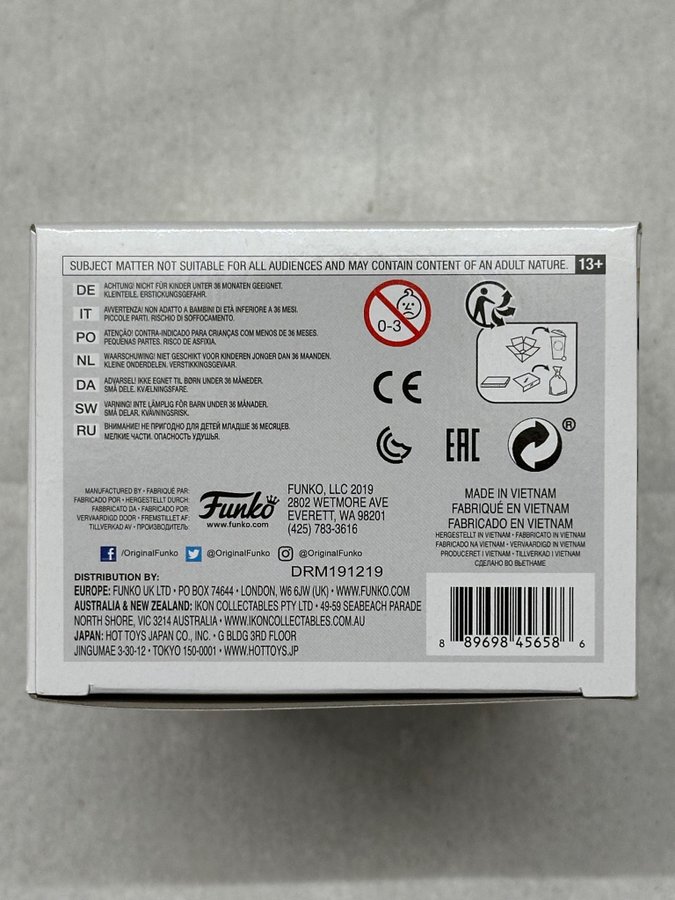 SUBJECT MATTER NOT SUITABLE FOR ALL AUDIENCES AND MAY CONTAIN CONTENT OF AN ADULT NATURE. 13+
DE ACHTUNG! NICHT FÜR KINDER UNTER 36 MONATEN GEEIGNET.
KLEINTEILE. ERSTICKUNGSGEFAHR.
IT AVVERTENZA! NON ADATTO A BAMBINI DI ETÀ INFERIORE A 36 MESI.
PICCOLE PARTI. RISCHIO DI SOFFOCAMENTO.
PO ATENÇÃO! CONTRA-INDICADO PARA CRIANÇAS COM MENOS DE 36 MESES.
PEQUENAS PARTES. RISCO DE ASFIXIA.
NL WAARSCHUWING! NIET GESCHIKT VOOR KINDEREN JONGER DAN 36 MAANDEN.
KLEINE ONDERDELEN. VERSTIKKINGSGEVAAR.
DA ADVARSEL! IKKE EGNET TIL BØRN UNDER 36 MÅNEDER.
SMÅ DELE. KVÆLNINGSFARE.
SW VARNING! INTE LÄMPLIG FÖR BARN UNDER 36 MÅNADER.
SMÅ DELAR. KVÄVNINGSRISK.
RU ВНИМАНИЕ! НЕ ПРИГОДНО ДЛЯ ДЕТЕЙ МЛАДШЕ 36 МЕСЯЦЕВ.
МЕЛКИЕ ЧАСТИ. ОПАСНОСТЬ УДУШЬЯ.
0-3
CE
EAC
®
MANUFACTURED BY • FABRIQUÉ PAR:
FABRICADO POR • HERGESTELLT DURCH:
FABBRICATO DA • FABRICADO POR:
VERVAARDIGD DOOR • FREMSTILLET AF:
TILLVERKAD AV • ПРОИЗВОДИТЕЛЬ:
Funko
www.funko.com
FUNKO, LLC 2019
2802 WETMORE AVE
EVERETT, WA 98201
(425) 783-3616
MADE IN VIETNAM
FABRIQUÉ EN VIETNAM
FABRICADO EN VIETNAM
HERGESTELLT IN VIETNAM • FABBRICATO IN VIETNAM
FABRICADO NA VIETNAM • VERVAARDIGD IN VIETNAM
PRODUCERET I VIETNAM • TILLVERKAD I VIETNAM
СДЕЛАНО ВО ВЬЕТНАМЕ
f /OriginalFunko @OriginalFunko @OriginalFunko
DRM191219
DISTRIBUTION BY:
EUROPE: FUNKO UK LTD • PO BOX 74644 • LONDON, W6 6JW (UK) • WWW.FUNKO.COM
AUSTRALIA & NEW ZEALAND: IKON COLLECTABLES PTY LTD • 49-59 SEABEACH PARADE
NORTH SHORE, VIC 3214 AUSTRALIA • WWW.IKONCOLLECTABLES.COM.AU
JAPAN: HOT TOYS JAPAN CO., INC. • G BLDG 3RD FLOOR
JINGUMAE 3-30-12 • TOKYO 150-0001 • WWW.HOTTOYS.JP
8 89698 45658 6